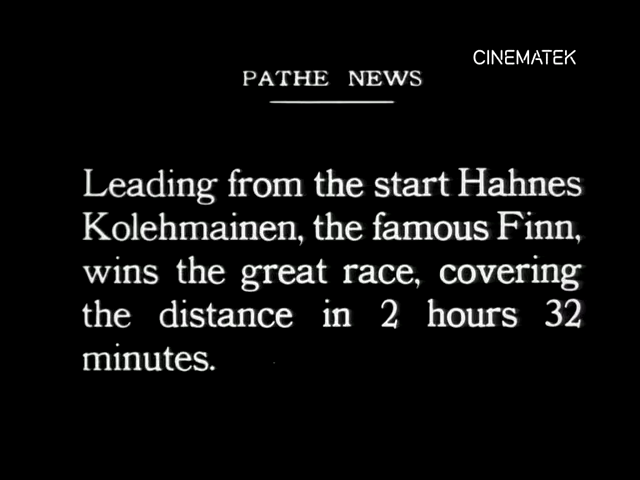 CINEMATEK
PATHE NEWS
Leading from the start Hahnes
Kolehmainen, the famous Finn,
wins the great race, covering
the distance in 2 hours 32
minutes.